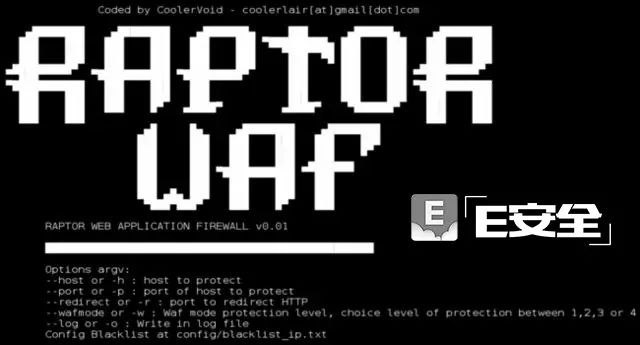 Coded by CoolerVoid - coolerlair[at]gmail[dot]com
RAPTOR
WAF
RAPTOR WEB APPLICATION FIREWALL v0.01
E E安全
Options argv:
--host or -h : host to protect
--port or -p : port of host to protect
--redirect or -r : port to redirect HTTP
--wafmode or -w : Waf mode protection level, choice level of protection between 1,2,3 or 4
--log or -o : Write in log file
Config Blacklist at config/blacklist_ip.txt